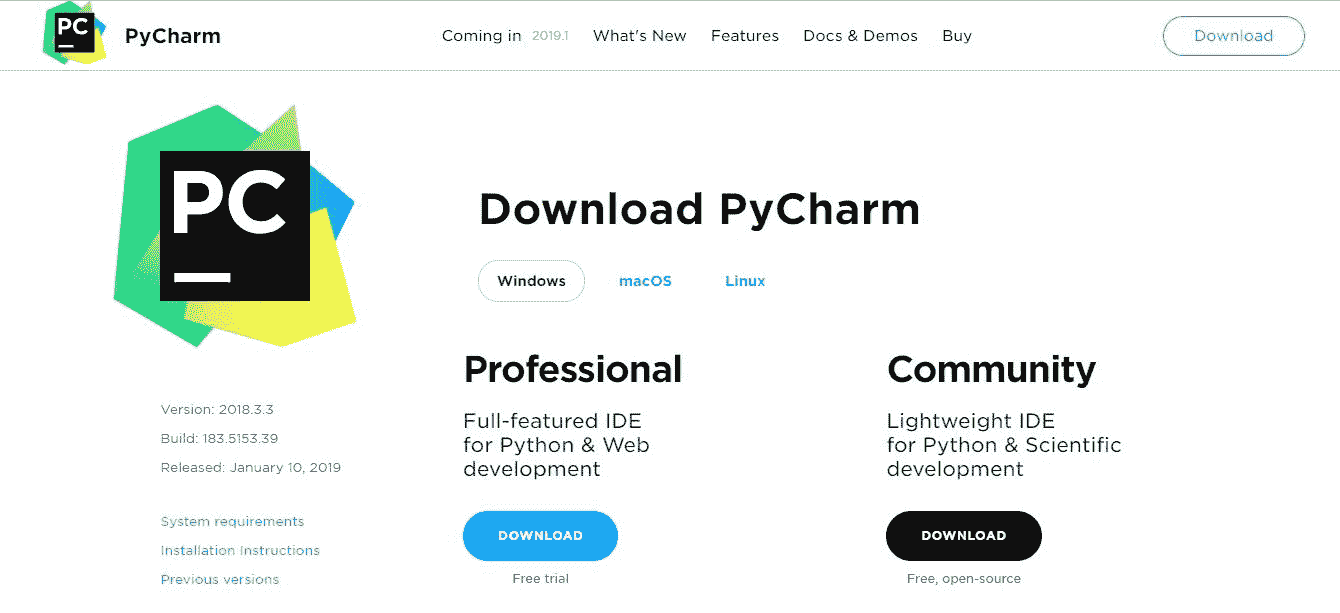 PC
PyCharm
Coming in 2019.1 What's New Features Docs & Demos Buy
Download
PC
Download PyCharm
Windows macOS Linux
Professional
Full-featured IDE
for Python & Web
development
DOWNLOAD
Free trial
Community
Lightweight IDE
for Python & Scientific
development
DOWNLOAD
Free, open-source
Version: 2018.3.3
Build: 183.5153.39
Released: January 10, 2019
System requirements
Installation Instructions
Previous versions